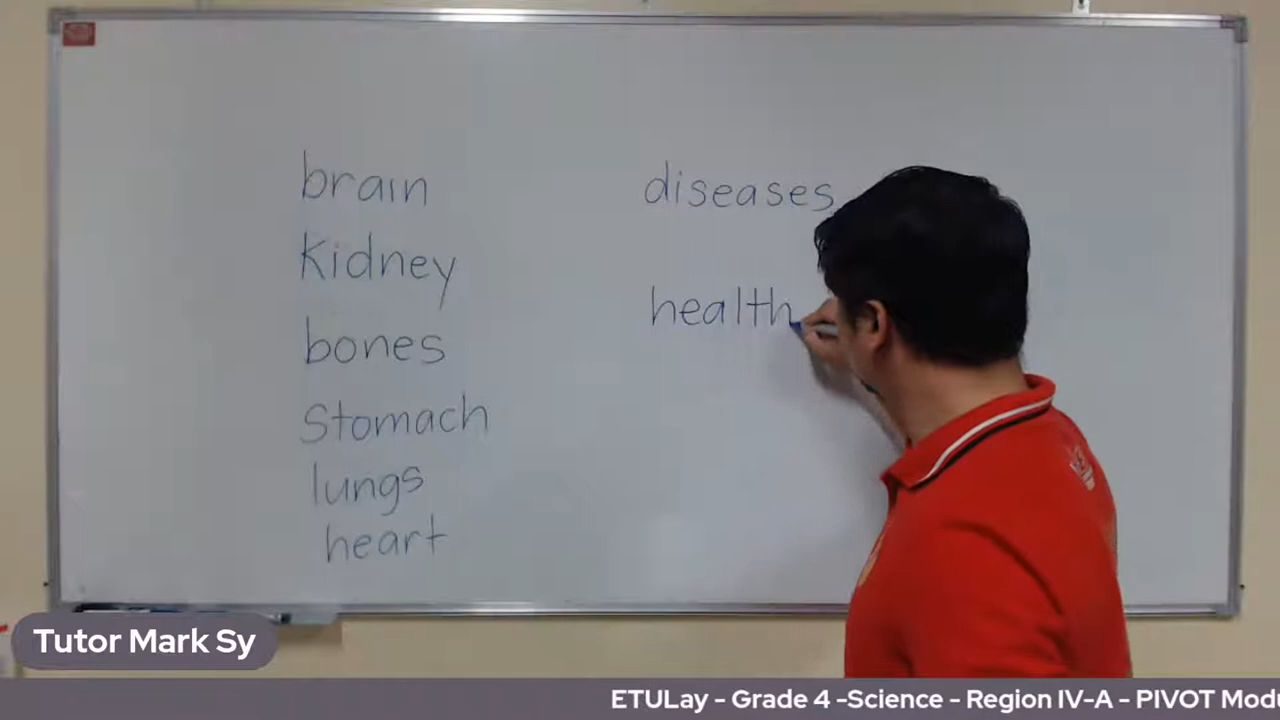 brain
kidney
bones
Stomach
lungs
heart
diseases
health
Tutor Mark Sy
ETULay - Grade 4 -Science - Region IV-A - PIVOT Modu